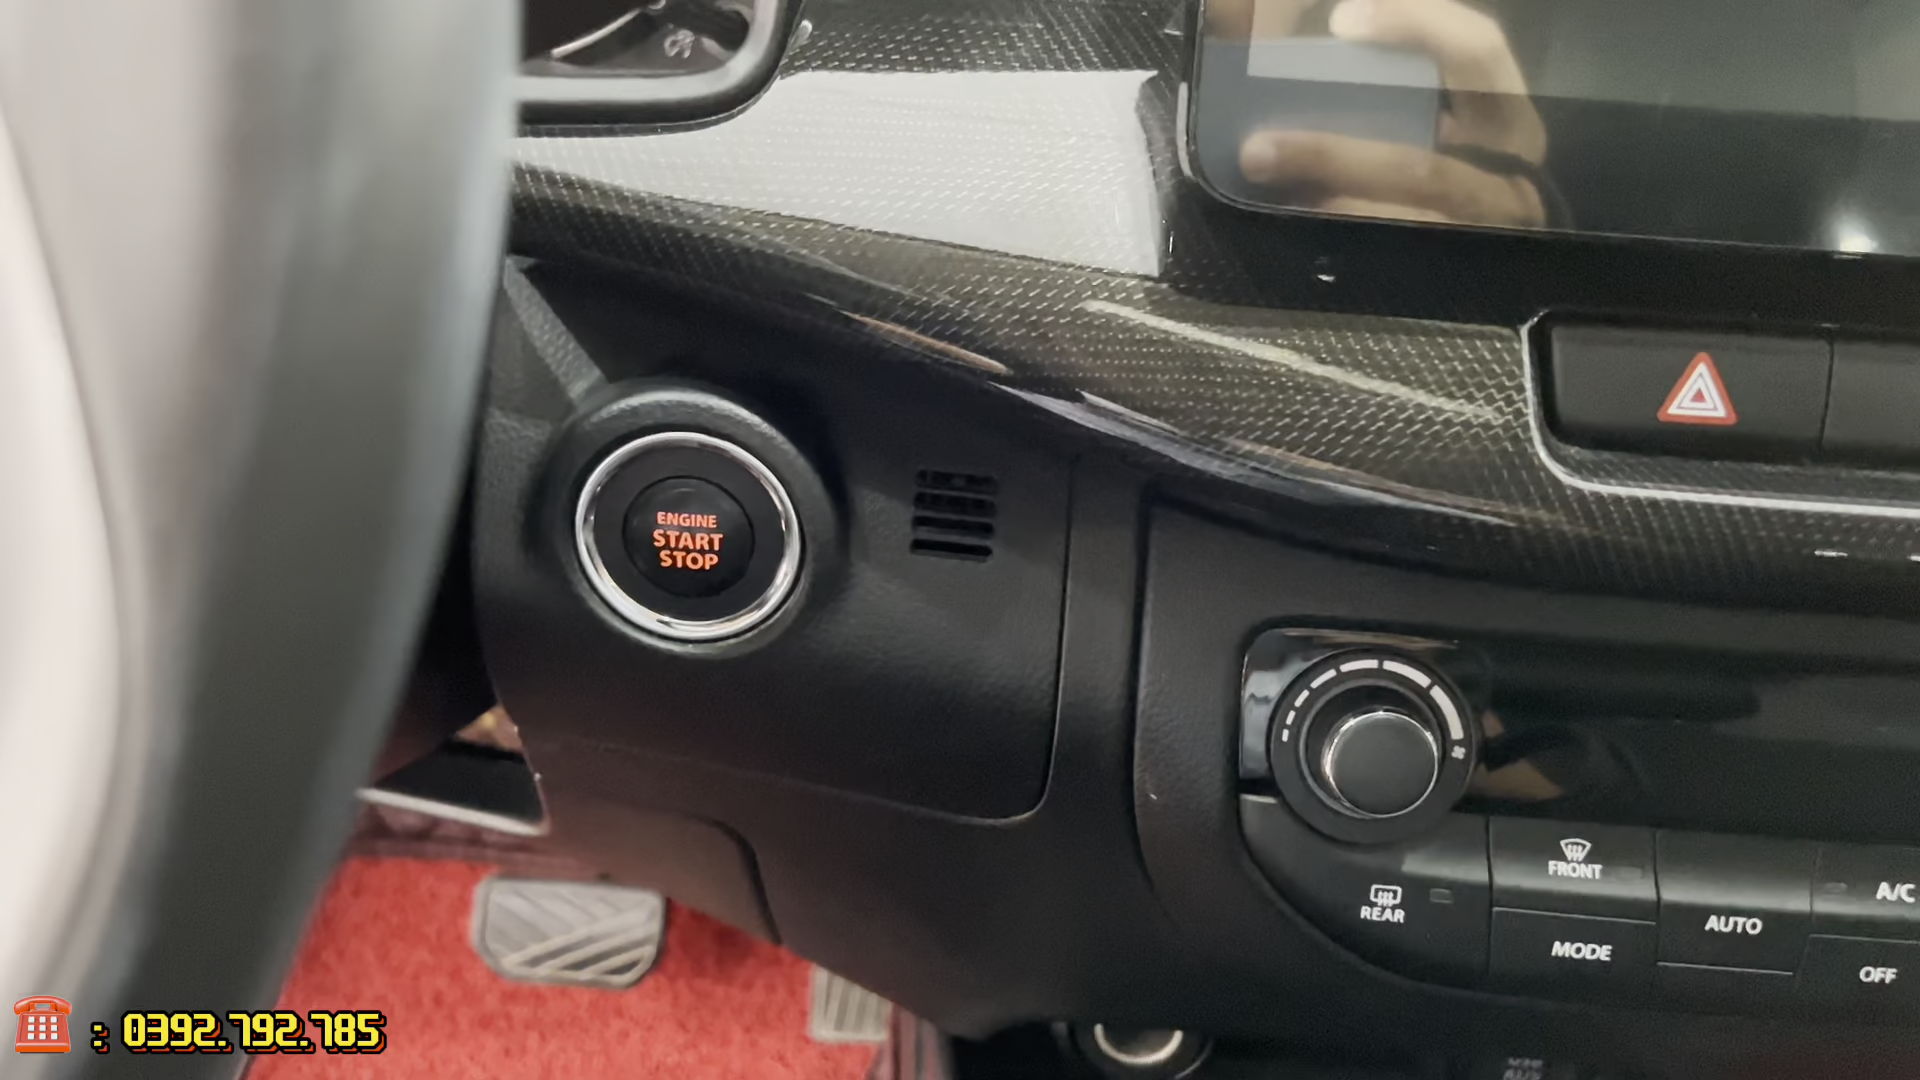 ENGINE
START
STOP
FRONT
REAR
AUTO
A/C
MODE
OFF
: 0392.792.785